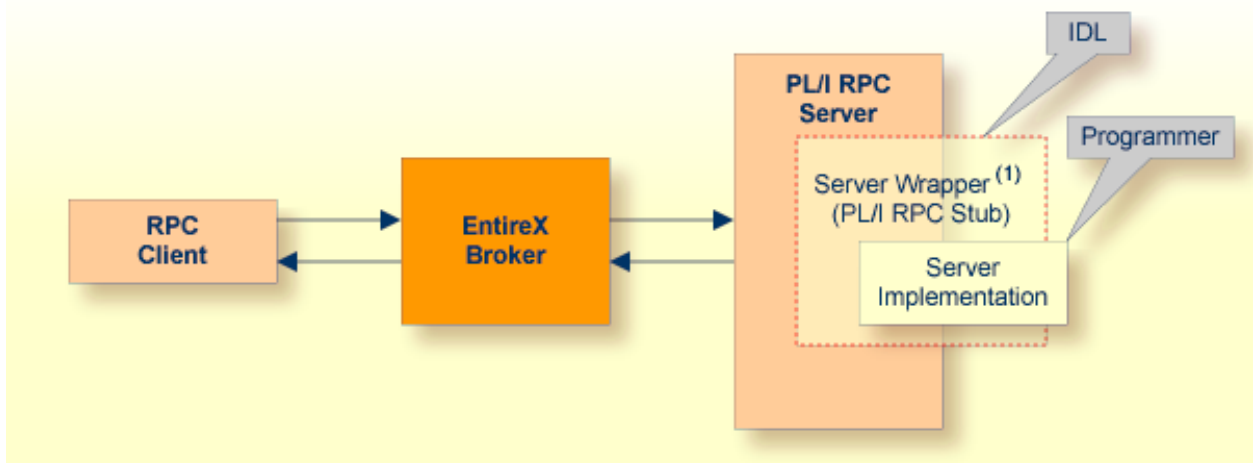 IDL
PL/I RPC
Server
Programmer
Server Wrapper (1)
(PL/I RPC Stub)
RPC
Client
EntireX
Broker
Server
Implementation